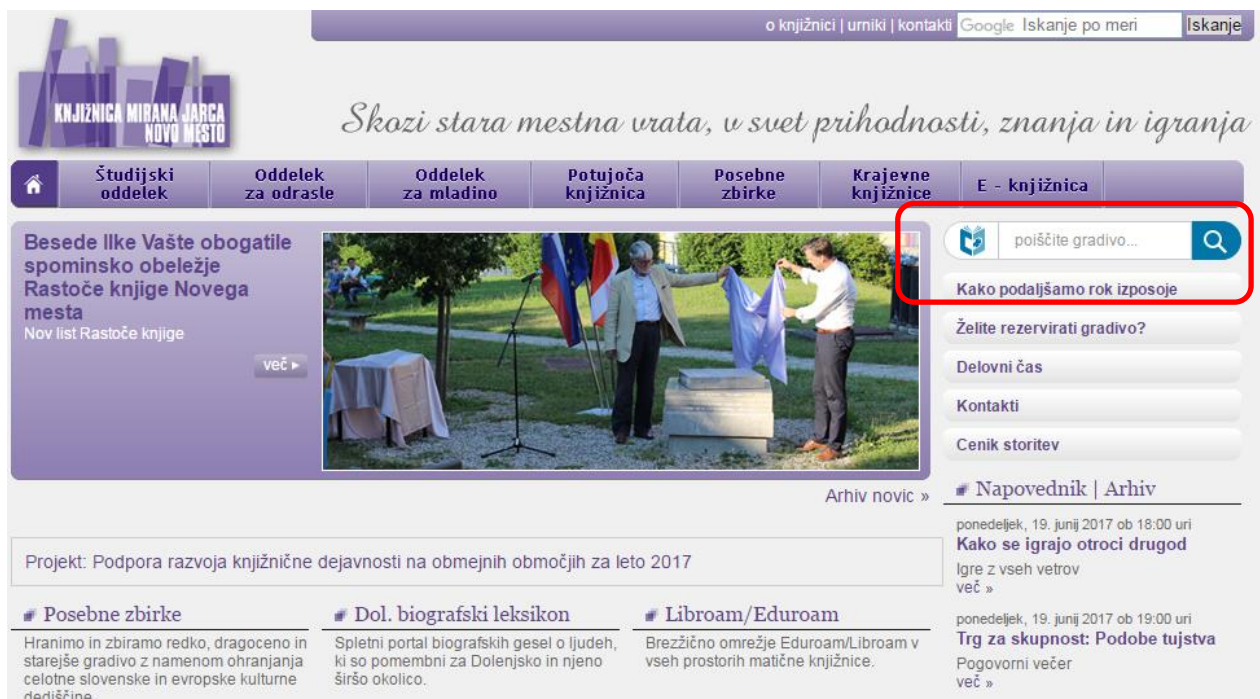 o knjižnici | urniki | kontakti Google Iskanje po meri Iskanje
KNJIŽNICA MIRANA JARCA
NOVO MESTO
Skozi stara mestna vrata, v svet prihodnosti, znanja in igranja
Študijski oddelek
Oddelek za odrasle
Oddelek za mladino
Potujoča knjižnica
Posebne zbirke
Krajevne knjižnice
E - knjižnica
Besede Ilke Vašte obogatile
spominsko obeležje
Rastoče knjige Novega
mesta
Nov list Rastoče knjige
več ▸
poiščite gradivo...
Kako podaljšamo rok izposoje
Želite rezervirati gradivo?
Delovni čas
Kontakti
Cenik storitev
Arhiv novic »
Napovednik | Arhiv
ponedeljek, 19. junij 2017 ob 18:00 uri
Kako se igrajo otroci drugod
Igre z vseh vetrov
več »
ponedeljek, 19. junij 2017 ob 19:00 uri
Trg za skupnost: Podobe tujstva
Pogovorni večer
več »
Projekt: Podpora razvoja knjižnične dejavnosti na obmejnih območjih za leto 2017
Posebne zbirke
Hranimo in zbiramo redko, dragoceno in
starejše gradivo z namenom ohranjanja
celotne slovenske in evropske kulturne
dediščine
Dol. biografski leksikon
Spletni portal biografskih gesel o ljudeh,
ki so pomembni za Dolenjsko in njeno
širšo okolico.
Libroam/Eduroam
Brezžično omrežje Eduroam/Libroam v
vseh prostorih matične knjižnice.